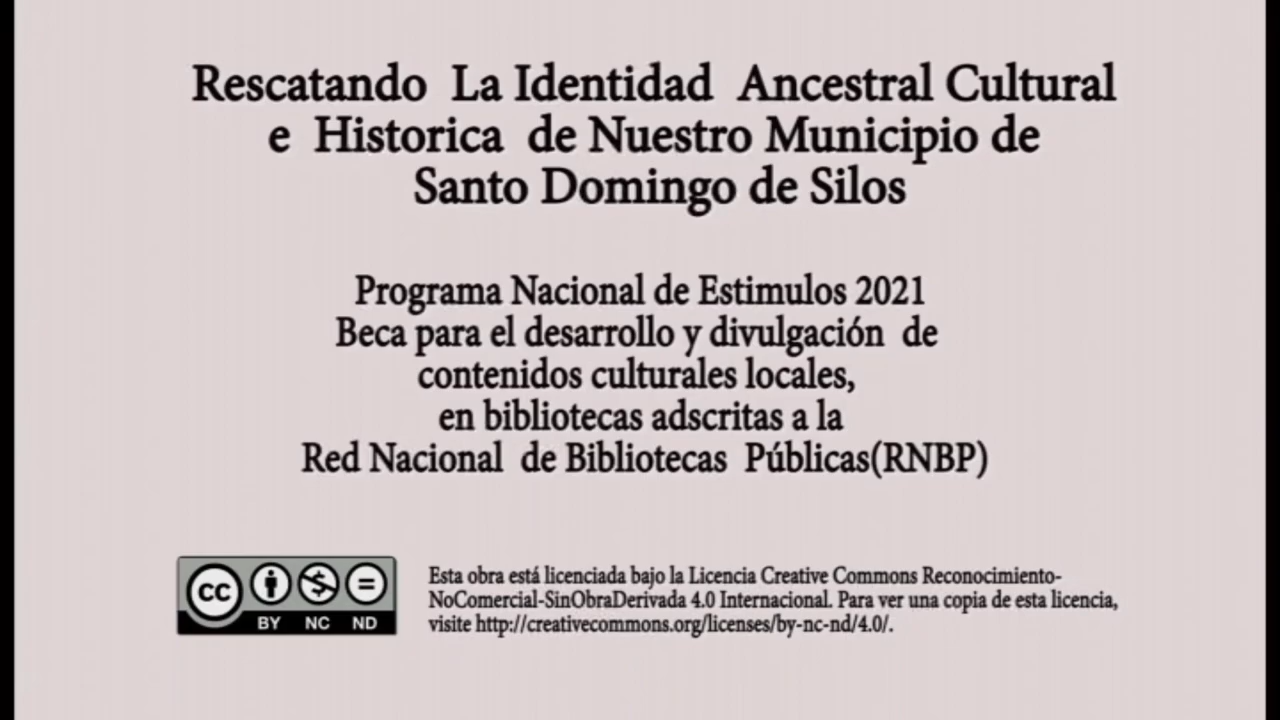 Rescatando La Identidad Ancestral Cultural
e Historica de Nuestro Municipio de
Santo Domingo de Silos
Programa Nacional de Estimulos 2021
Beca para el desarrollo y divulgación de
contenidos culturales locales,
en bibliotecas adscritas a la
Red Nacional de Bibliotecas Públicas(RNBP)
cc
BY NC ND
Esta obra está licenciada bajo la Licencia Creative Commons Reconocimiento-
NoComercial-SinObraDerivada 4.0 Internacional. Para ver una copia de esta licencia,
visite http://creativecommons.org/licenses/by-nc-nd/4.0/.